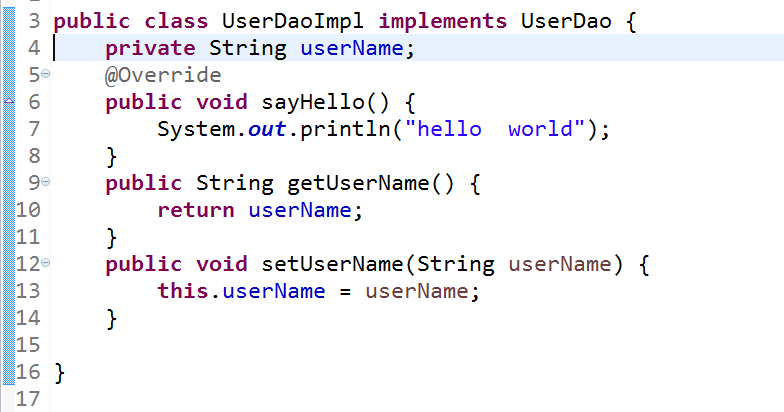 3 public class UserDaoImpl implements UserDao {
4     private String userName;
5     @Override
6     public void sayHello() {
7         System.out.println("hello  world");
8     }
9     public String getUserName() {
10         return userName;
11     }
12     public void setUserName(String userName) {
13         this.userName = userName;
14     }
15
16 }
17